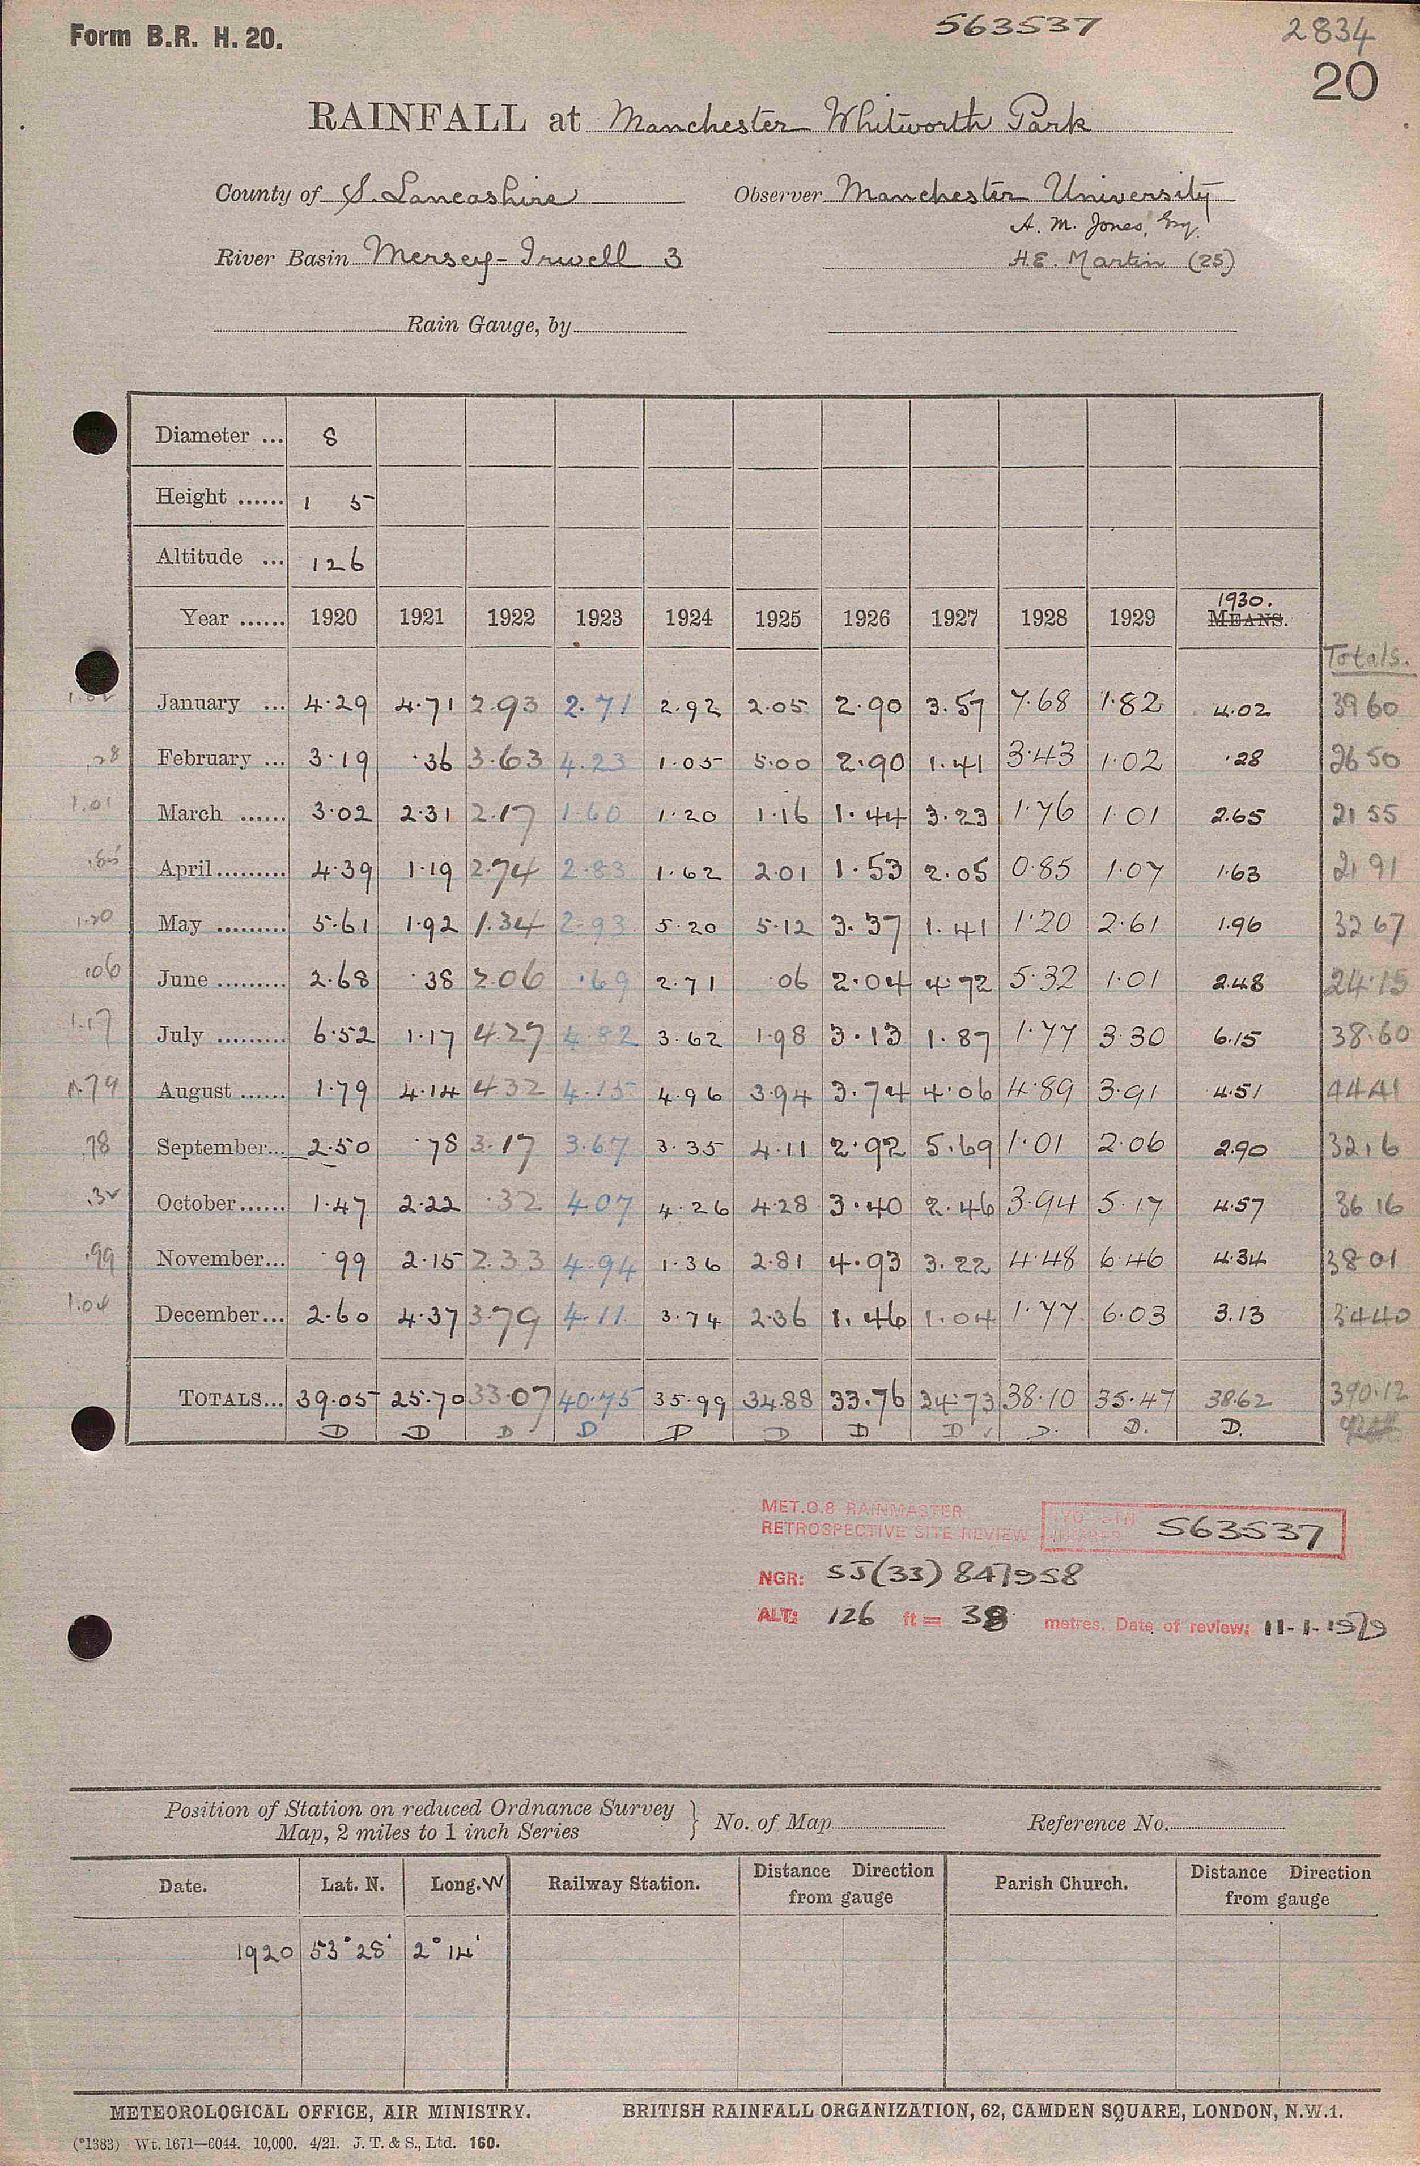 Form B.R. H. 20.
563537
2834
20
RAINFALL at Manchester Whitworth Park
County of S. Lancashire Observer Manchester University
A. M. Jones, Esq.
River Basin Mersey-Irwell 3 H.E. Martin (25)
Rain Gauge, by
Diameter ... 8
Height ...... 1 5
Altitude ... 126
Year ...... 1920 1921 1922 1923 1924 1925 1926 1927 1928 1929 1930. MEANS.
Totals.
January ... 4.29 4.71 2.93 2.71 2.92 2.05 2.90 3.57 7.68 1.82 4.02 39 60
.28 February ... 3.19 .36 3.63 4.23 1.05 5.00 2.90 1.41 3.43 1.02 .28 26 50
1.01 March ...... 3.02 2.31 2.17 1.60 1.20 1.16 1.44 3.23 1.76 1.01 2.65 21 55
April ......... 4.39 1.19 2.74 2.83 1.62 2.01 1.53 2.05 0.85 1.07 1.63 21 91
1.20 May ......... 5.61 1.92 1.34 2.93 5.20 5.12 3.37 1.41 1.20 2.61 1.96 32 67
.06 June ......... 2.68 .38 2.06 .69 2.71 06 2.04 4.72 5.32 1.01 2.48 24.15
1.17 July ......... 6.52 1.17 4.27 4.82 3.62 1.98 3.13 1.87 1.77 3.30 6.15 38.60
1.79 August ...... 1.79 4.14 4.32 4.15 4.96 3.94 3.74 4.06 4.89 3.91 4.51 44 41
.78 September... 2.50 .78 3.17 3.67 3.35 4.11 2.92 5.69 1.01 2.06 2.90 32 16
.32 October...... 1.47 2.22 .32 4.07 4.26 4.28 3.40 2.46 3.94 5.17 4.57 36 16
.99 November... .99 2.15 2.33 4.94 1.36 2.81 4.93 3.22 4.48 6.46 4.34 38 01
1.04 December... 2.60 4.37 3.79 4.11 3.74 2.36 1.46 1.04 1.77 6.03 3.13 34 40
TOTALS... 39.05 25.70 33.07 40.75 35.99 34.88 33.76 34.73 38.10 35.47 38.62 390.12
D D D D D D D D D. D. D.
MET.O.8 RAINMASTER
RETROSPECTIVE SITE REVIEW 563537
NGR: SJ(33) 847958
ALT: 126 ft = 38 metres. Date of review: 11-1-1979
Position of Station on reduced Ordnance Survey
Map, 2 miles to 1 inch Series } No. of Map Reference No.
Date. Lat. N. Long. W Railway Station. Distance Direction from gauge Parish Church. Distance Direction from gauge
1920 53° 28' 2° 14'
METEOROLOGICAL OFFICE, AIR MINISTRY. BRITISH RAINFALL ORGANIZATION, 62, CAMDEN SQUARE, LONDON, N.W.1.
(*1383) Wt. 1671—6044. 10,000. 4/21. J. T. & S., Ltd. 160.